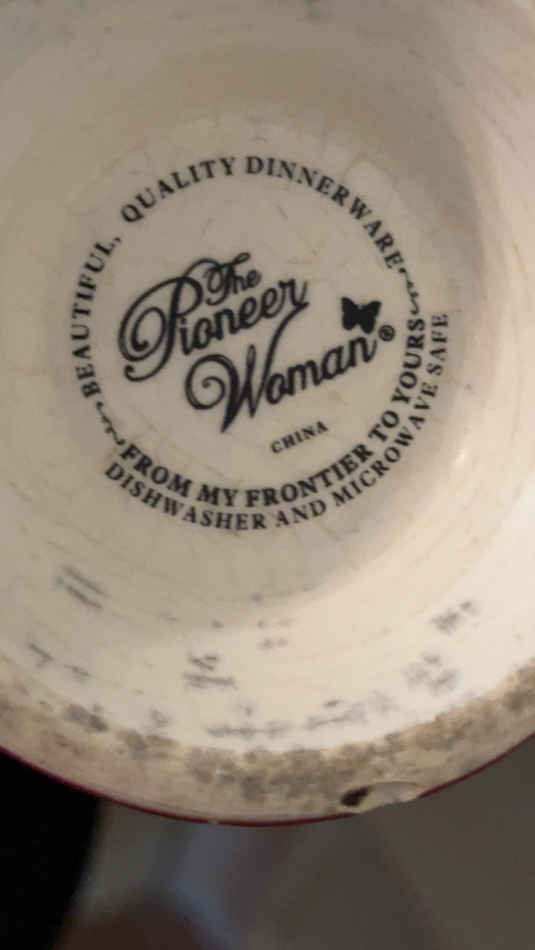 BEAUTIFUL, QUALITY DINNERWARE
The
Pioneer
Woman®
CHINA
FROM MY FRONTIER TO YOURS
DISHWASHER AND MICROWAVE SAFE